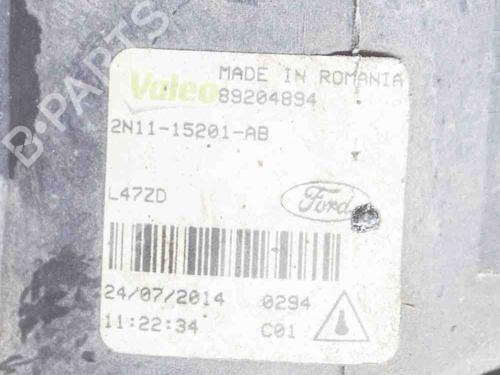 B-PARTS
Valeo MADE IN ROMANIA
89204894
2N11-15201-AB
L47ZD
Ford
24/07/2014 0294
11:22:34 C01